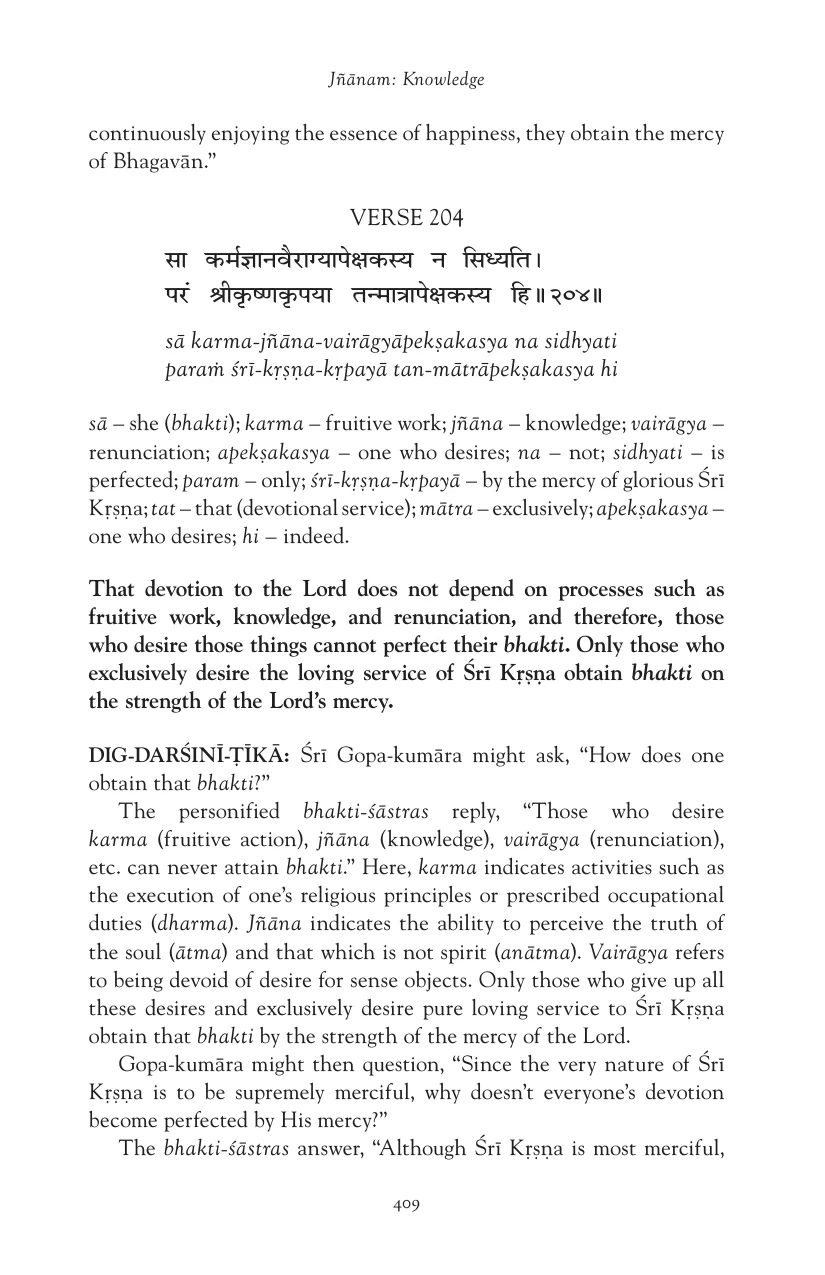 Jñānam: Knowledge
continuously enjoying the essence of happiness, they obtain the mercy
of Bhagavān.”
VERSE 204
सा कर्मज्ञानवैराग्यापेक्षकस्य न सिध्यति।
परं श्रीकृष्णकृपया तन्मात्रापेक्षकस्य हि॥२०४॥
sā karma-jñāna-vairāgyāpekṣakasya na sidhyati
paraṁ śrī-kṛṣṇa-kṛpayā tan-mātrāpekṣakasya hi
sā – she (bhakti); karma – fruitive work; jñāna – knowledge; vairāgya –
renunciation; apekṣakasya – one who desires; na – not; sidhyati – is
perfected; param – only; śrī-kṛṣṇa-kṛpayā – by the mercy of glorious Śrī
Kṛṣṇa; tat – that (devotional service); mātra – exclusively; apekṣakasya –
one who desires; hi – indeed.
That devotion to the Lord does not depend on processes such as
fruitive work, knowledge, and renunciation, and therefore, those
who desire those things cannot perfect their bhakti. Only those who
exclusively desire the loving service of Śrī Kṛṣṇa obtain bhakti on
the strength of the Lord’s mercy.
DIG-DARŚINĪ-ṬĪKĀ: Śrī Gopa-kumāra might ask, “How does one
obtain that bhakti?”
The personified bhakti-śāstras reply, “Those who desire
karma (fruitive action), jñāna (knowledge), vairāgya (renunciation),
etc. can never attain bhakti.” Here, karma indicates activities such as
the execution of one’s religious principles or prescribed occupational
duties (dharma). Jñāna indicates the ability to perceive the truth of
the soul (ātma) and that which is not spirit (anātma). Vairāgya refers
to being devoid of desire for sense objects. Only those who give up all
these desires and exclusively desire pure loving service to Śrī Kṛṣṇa
obtain that bhakti by the strength of the mercy of the Lord.
Gopa-kumāra might then question, “Since the very nature of Śrī
Kṛṣṇa is to be supremely merciful, why doesn’t everyone’s devotion
become perfected by His mercy?”
The bhakti-śāstras answer, “Although Śrī Kṛṣṇa is most merciful,
409